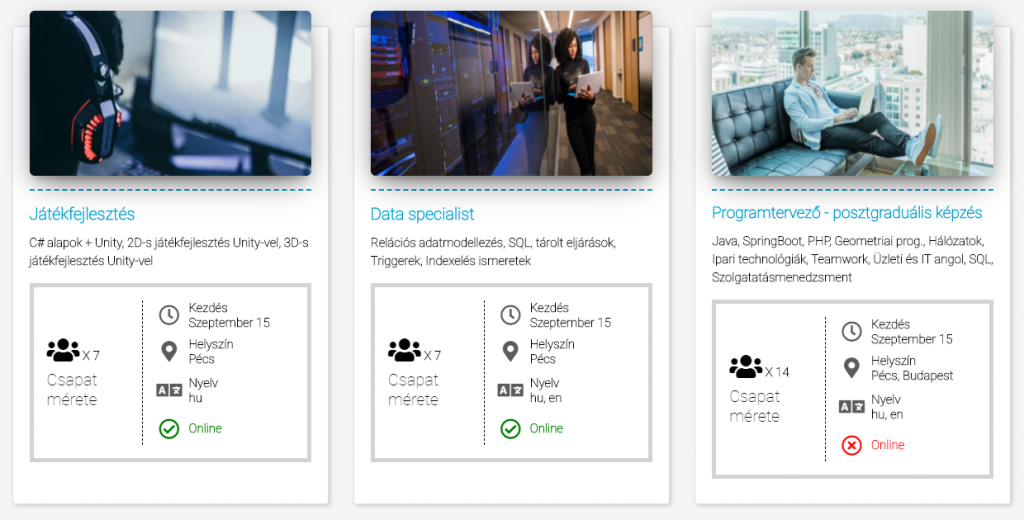 Játékfejlesztés
C# alapok + Unity, 2D-s játékfejlesztés Unity-vel, 3D-s
játékfejlesztés Unity-vel
X 7
Csapat
mérete
Kezdés
Szeptember 15
Helyszín
Pécs
Nyelv
hu
Online
Data specialist
Relációs adatmodellezés, SQL, tárolt eljárások,
Triggerek, Indexelés ismeretek
X 7
Csapat
mérete
Kezdés
Szeptember 15
Helyszín
Pécs
Nyelv
hu, en
Online
Programtervező - posztgraduális képzés
Java, SpringBoot, PHP, Geometriai prog., Hálózatok,
Ipari technológiák, Teamwork, Üzleti és IT angol, SQL,
Szolgatatásmenedzsment
X 14
Csapat
mérete
Kezdés
Szeptember 15
Helyszín
Pécs, Budapest
Nyelv
hu, en
Online